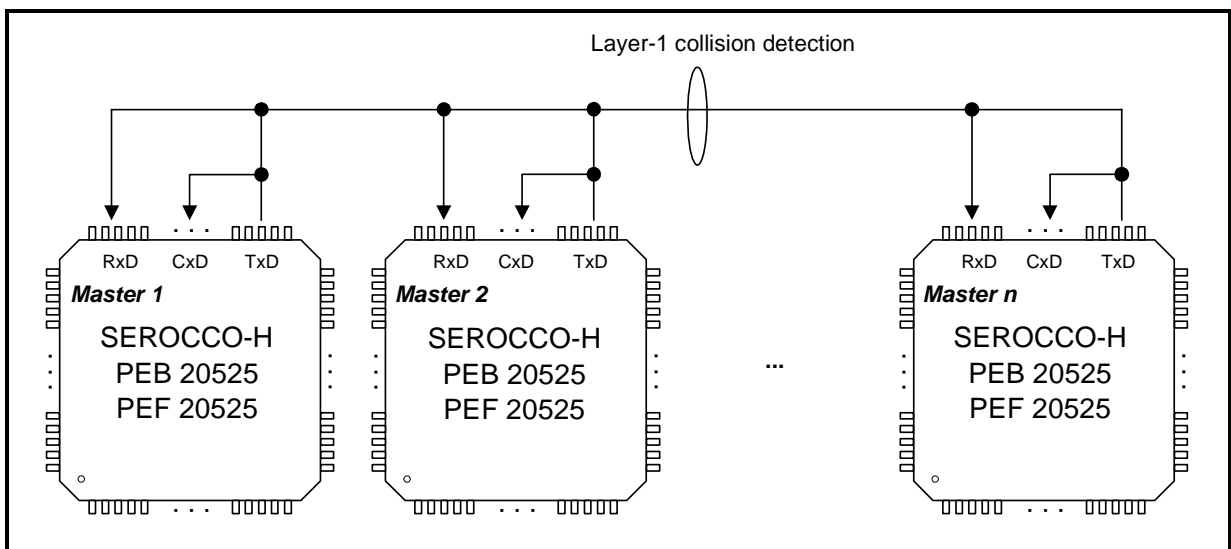 Layer-1 collision detection
. . .
. . .
. . .
RxD CxD TxD
RxD CxD TxD
RxD CxD TxD
Master 1
Master 2
Master n
SEROCCO-H
PEB 20525
PEF 20525
SEROCCO-H
PEB 20525
PEF 20525
...
SEROCCO-H
PEB 20525
PEF 20525
. . .
. . .
. . .